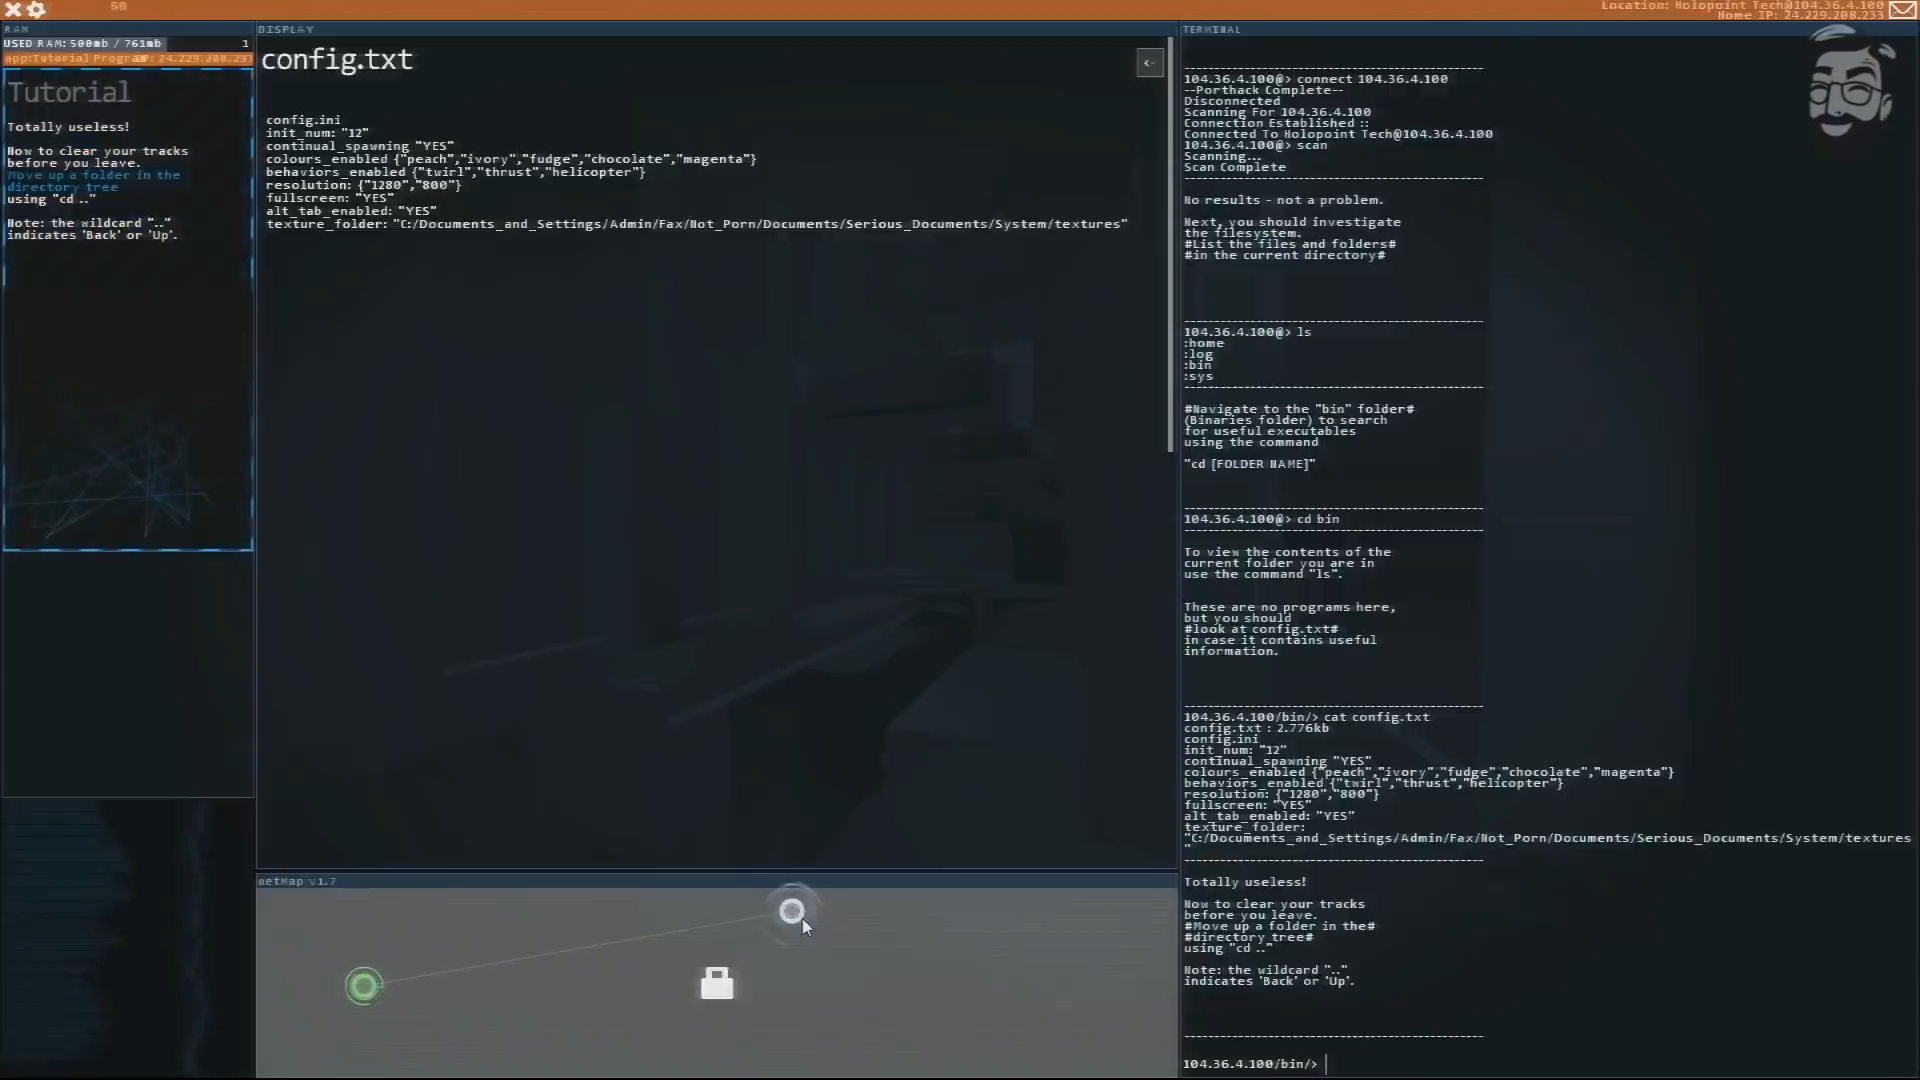 60
Location: Holopoint Tech@104.36.4.100
Home IP: 24.229.208.233
RAM
USED RAM: 500mb / 761mb
1
app:Tutorial Program
IP: 24.229.208.233
Tutorial
Totally useless!
Now to clear your tracks
before you leave.
Move up a folder in the
directory tree
using "cd .."
Note: the wildcard ".."
indicates 'Back' or 'Up'.
DISPLAY
config.txt
<-
config.ini
init_num: "12"
continual_spawning "YES"
colours_enabled {"peach","ivory","fudge","chocolate","magenta"}
behaviors_enabled {"twirl","thrust","helicopter"}
resolution: {"1280","800"}
fullscreen: "YES"
alt_tab_enabled: "YES"
texture_folder: "C:/Documents_and_Settings/Admin/Fax/Not_Porn/Documents/Serious_Documents/System/textures"
netMap v1.7
TERMINAL
104.36.4.100@> connect 104.36.4.100
--Porthack Complete--
Disconnected
Scanning For 104.36.4.100
Connection Established ::
Connected To Holopoint Tech@104.36.4.100
104.36.4.100@> scan
Scanning...
Scan Complete
No results - not a problem.
Next, you should investigate
the filesystem.
#List the files and folders#
#in the current directory#
104.36.4.100@> ls
:home
:log
:bin
:sys
#Navigate to the "bin" folder#
(Binaries folder) to search
for useful executables
using the command
"cd [FOLDER NAME]"
104.36.4.100@> cd bin
To view the contents of the
current folder you are in
use the command "ls".
These are no programs here,
but you should
#look at config.txt#
in case it contains useful
information.
104.36.4.100/bin/> cat config.txt
config.txt : 2.776kb
config.ini
init_num: "12"
continual_spawning "YES"
colours_enabled {"peach","ivory","fudge","chocolate","magenta"}
behaviors_enabled {"twirl","thrust","helicopter"}
resolution: {"1280","800"}
fullscreen: "YES"
alt_tab_enabled: "YES"
texture_folder:
"C:/Documents_and_Settings/Admin/Fax/Not_Porn/Documents/Serious_Documents/System/textures
"
Totally useless!
Now to clear your tracks
before you leave.
#Move up a folder in the#
#directory tree#
using "cd .."
Note: the wildcard ".."
indicates 'Back' or 'Up'.
104.36.4.100/bin/>